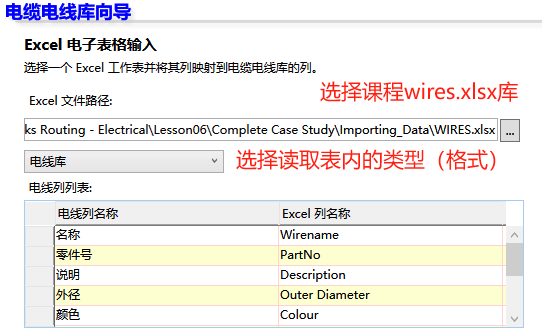 电缆电线库向导
Excel 电子表格输入
选择一个 Excel 工作表并将其列映射到电缆电线库的列。
选择课程wires.xlsx库
Excel 文件路径:
ks Routing - Electrical\Lesson06\Complete Case Study\Importing_Data\WIRES.xlsx ...
电线库
选择读取表内的类型（格式）
电线列列表:
电线列名称 Excel 列名称
名称 Wirename
零件号 PartNo
说明 Description
外径 Outer Diameter
颜色 Colour